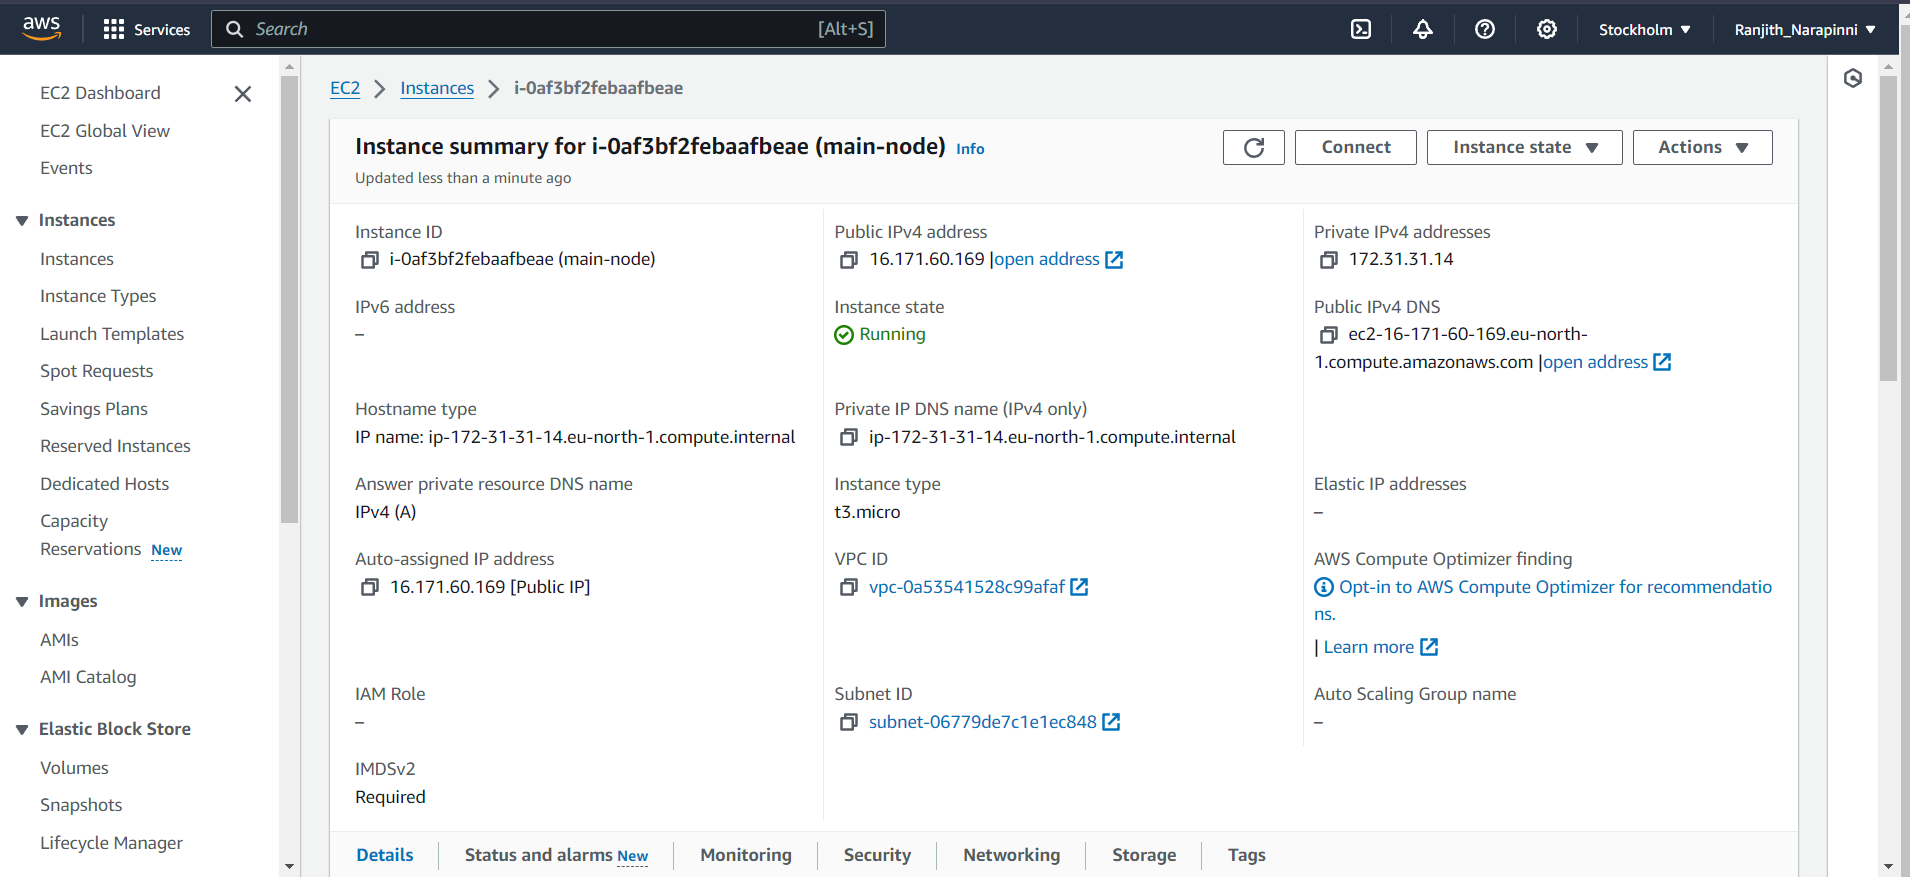 aws
Services
Search
[Alt+S]
Stockholm
Ranjith_Narapinni
EC2 Dashboard
EC2 Global View
Events
Instances
Instances
Instance Types
Launch Templates
Spot Requests
Savings Plans
Reserved Instances
Dedicated Hosts
Capacity
Reservations New
Images
AMIs
AMI Catalog
Elastic Block Store
Volumes
Snapshots
Lifecycle Manager
EC2 > Instances > i-0af3bf2febaafbeae
Instance summary for i-0af3bf2febaafbeae (main-node) Info
Updated less than a minute ago
Connect
Instance state
Actions
Instance ID
i-0af3bf2febaafbeae (main-node)
Public IPv4 address
16.171.60.169 |open address
Private IPv4 addresses
172.31.31.14
IPv6 address
–
Instance state
Running
Public IPv4 DNS
ec2-16-171-60-169.eu-north-
1.compute.amazonaws.com |open address
Hostname type
IP name: ip-172-31-31-14.eu-north-1.compute.internal
Private IP DNS name (IPv4 only)
ip-172-31-31-14.eu-north-1.compute.internal
Answer private resource DNS name
IPv4 (A)
Instance type
t3.micro
Elastic IP addresses
–
Auto-assigned IP address
16.171.60.169 [Public IP]
VPC ID
vpc-0a53541528c99afaf
AWS Compute Optimizer finding
Opt-in to AWS Compute Optimizer for recommendatio
ns.
| Learn more
IAM Role
–
Subnet ID
subnet-06779de7c1e1ec848
Auto Scaling Group name
–
IMDSv2
Required
Details
Status and alarms New
Monitoring
Security
Networking
Storage
Tags